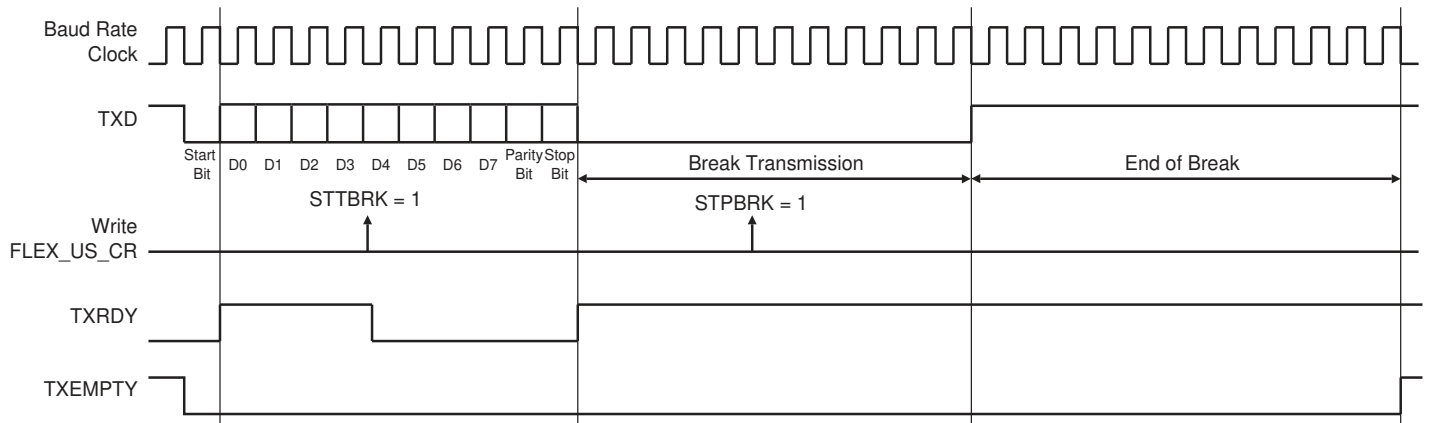 Baud Rate
Clock
TXD
Start
Bit
D0 D1 D2 D3 D4 D5 D6 D7
Parity
Bit
Stop
Bit
Break Transmission
End of Break
STTBRK = 1
STPBRK = 1
Write
FLEX_US_CR
TXRDY
TXEMPTY